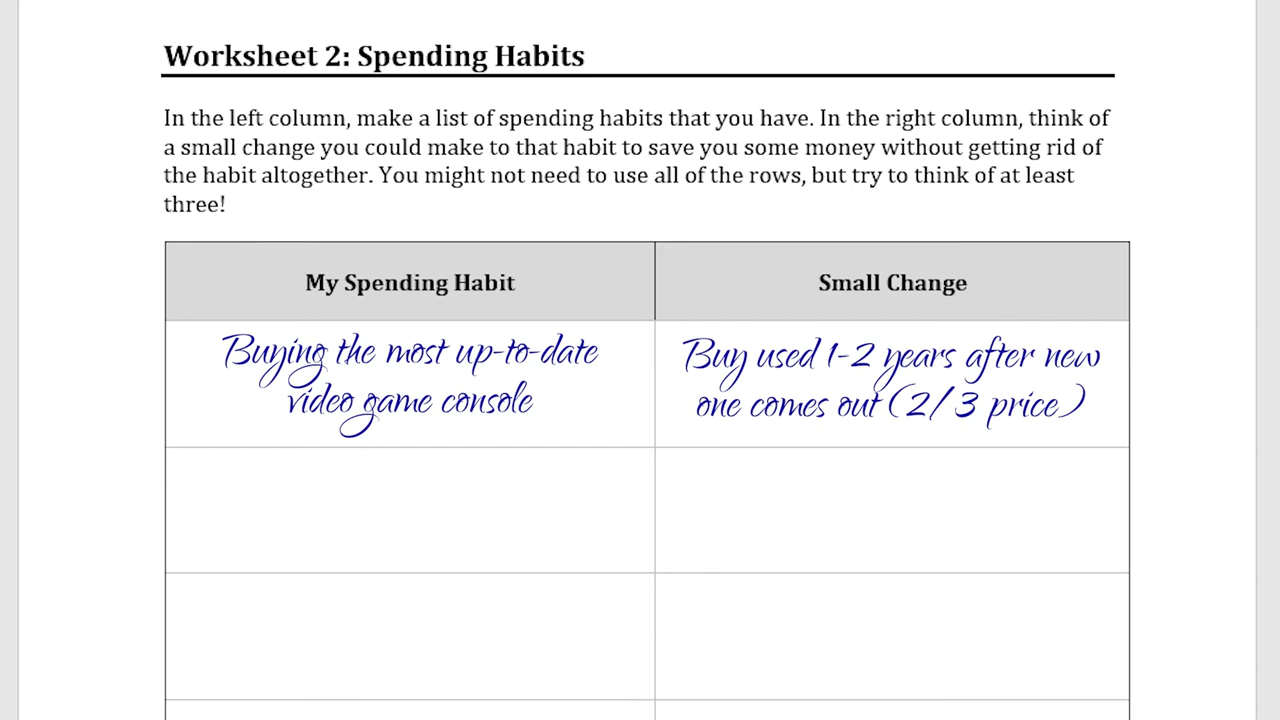 Worksheet 2: Spending Habits
In the left column, make a list of spending habits that you have. In the right column, think of
a small change you could make to that habit to save you some money without getting rid of
the habit altogether. You might not need to use all of the rows, but try to think of at least
three!
My Spending Habit
Small Change
Buying the most up-to-date
video game console
Buy used 1-2 years after new
one comes out (2/3 price)